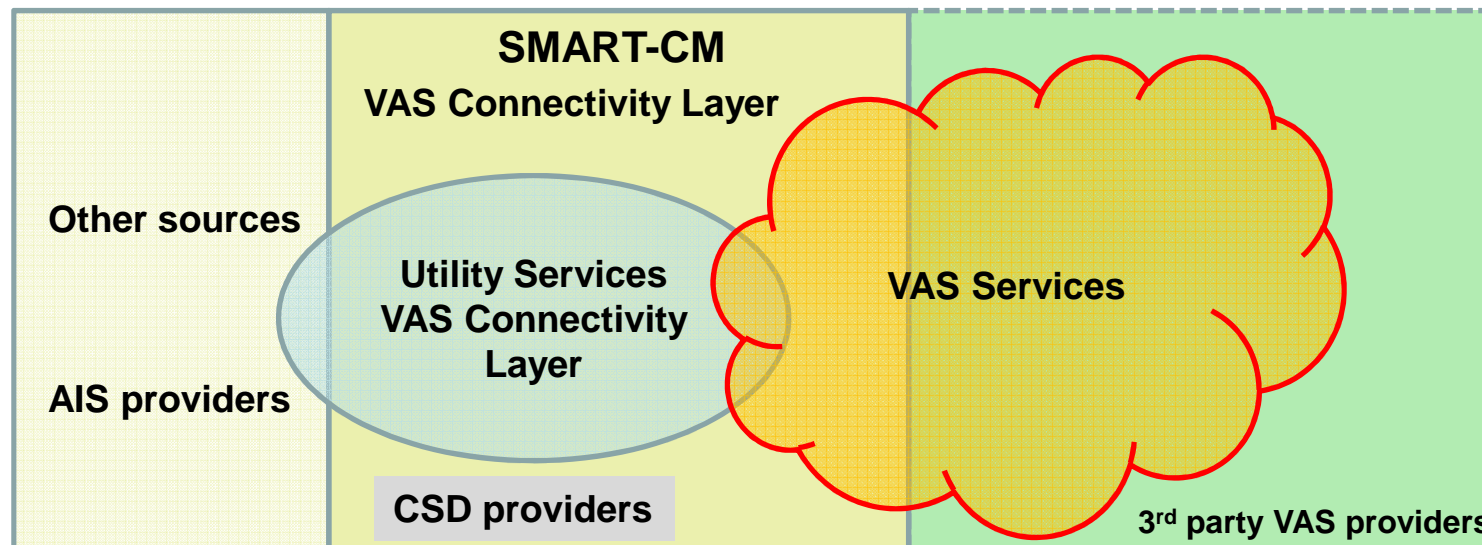 SMART-CM
VAS Connectivity Layer
Other sources
AIS providers
Utility Services
VAS Connectivity
Layer
VAS Services
CSD providers
3rd party VAS providers